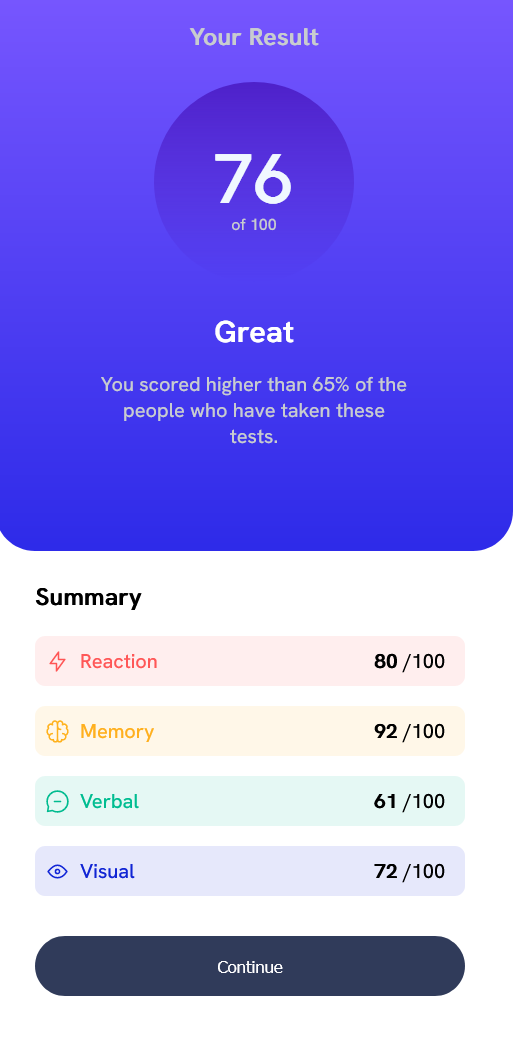 Your Result
76
of 100
Great
You scored higher than 65% of the
people who have taken these
tests.
Summary
Reaction 80 /100
Memory 92 /100
Verbal 61 /100
Visual 72 /100
Continue